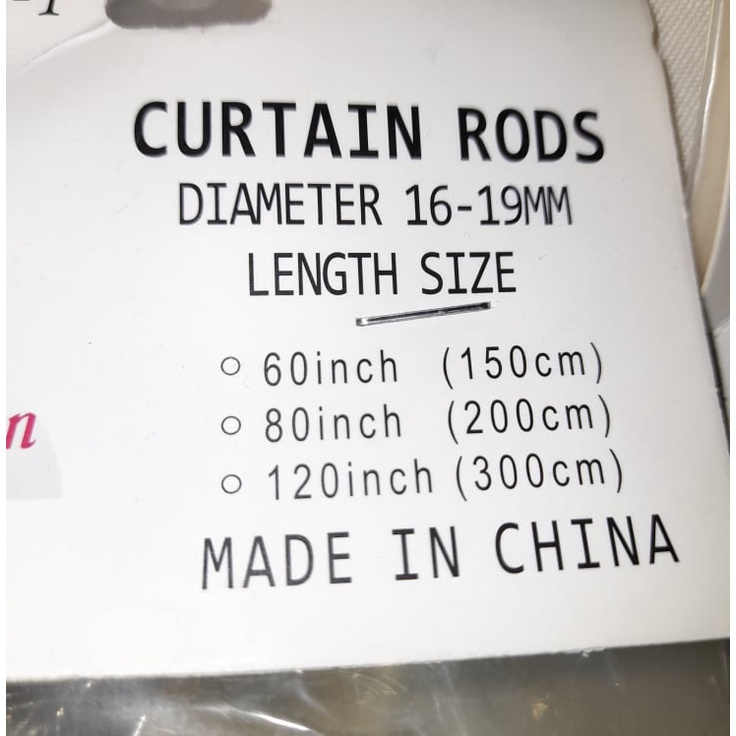 CURTAIN RODS
DIAMETER 16-19MM
LENGTH SIZE
60inch (150cm)
80inch (200cm)
120inch (300cm)
MADE IN CHINA
n